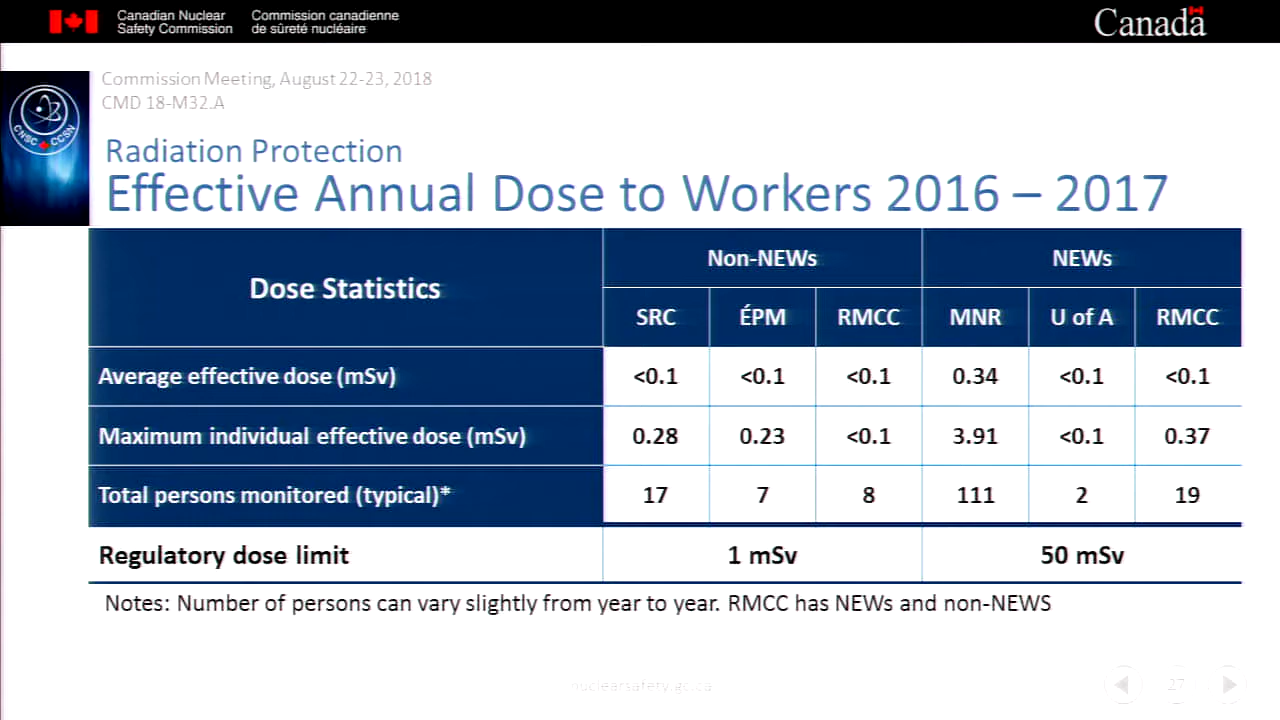 Canadian Nuclear Safety Commission
Commission canadienne de sûreté nucléaire
Canada
Commission Meeting, August 22-23, 2018
CMD 18-M32.A
CNSC CCSN
Radiation Protection
Effective Annual Dose to Workers 2016 – 2017
Dose Statistics Non-NEWs NEWs
SRC ÉPM RMCC MNR U of A RMCC
Average effective dose (mSv) <0.1 <0.1 <0.1 0.34 <0.1 <0.1
Maximum individual effective dose (mSv) 0.28 0.23 <0.1 3.91 <0.1 0.37
Total persons monitored (typical)* 17 7 8 111 2 19
Regulatory dose limit 1 mSv 50 mSv
Notes: Number of persons can vary slightly from year to year. RMCC has NEWs and non-NEWS
nuclearsafety.gc.ca
27